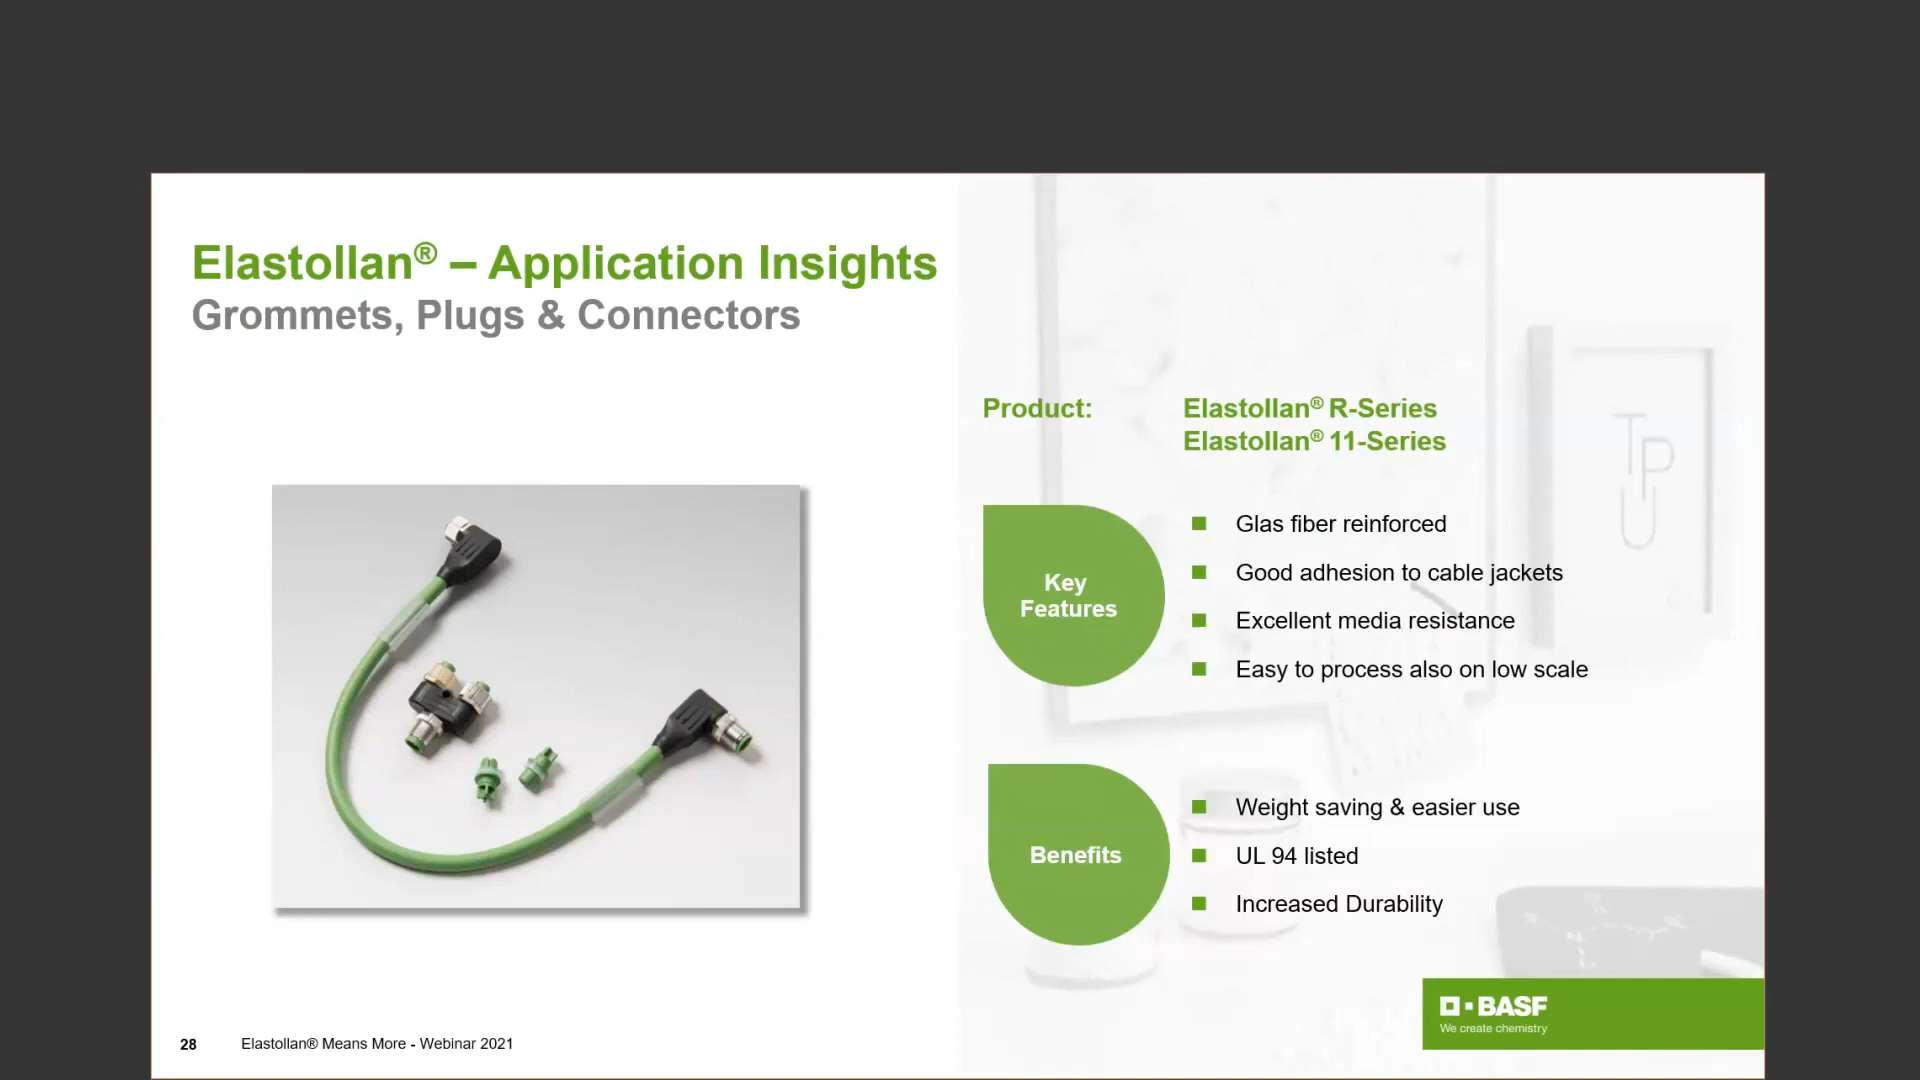 Elastollan® – Application Insights
Grommets, Plugs & Connectors
Product:
Elastollan® R-Series
Elastollan® 11-Series
TPU
Key
Features
Glas fiber reinforced
Good adhesion to cable jackets
Excellent media resistance
Easy to process also on low scale
Benefits
Weight saving & easier use
UL 94 listed
Increased Durability
BASF
We create chemistry
28
Elastollan® Means More - Webinar 2021